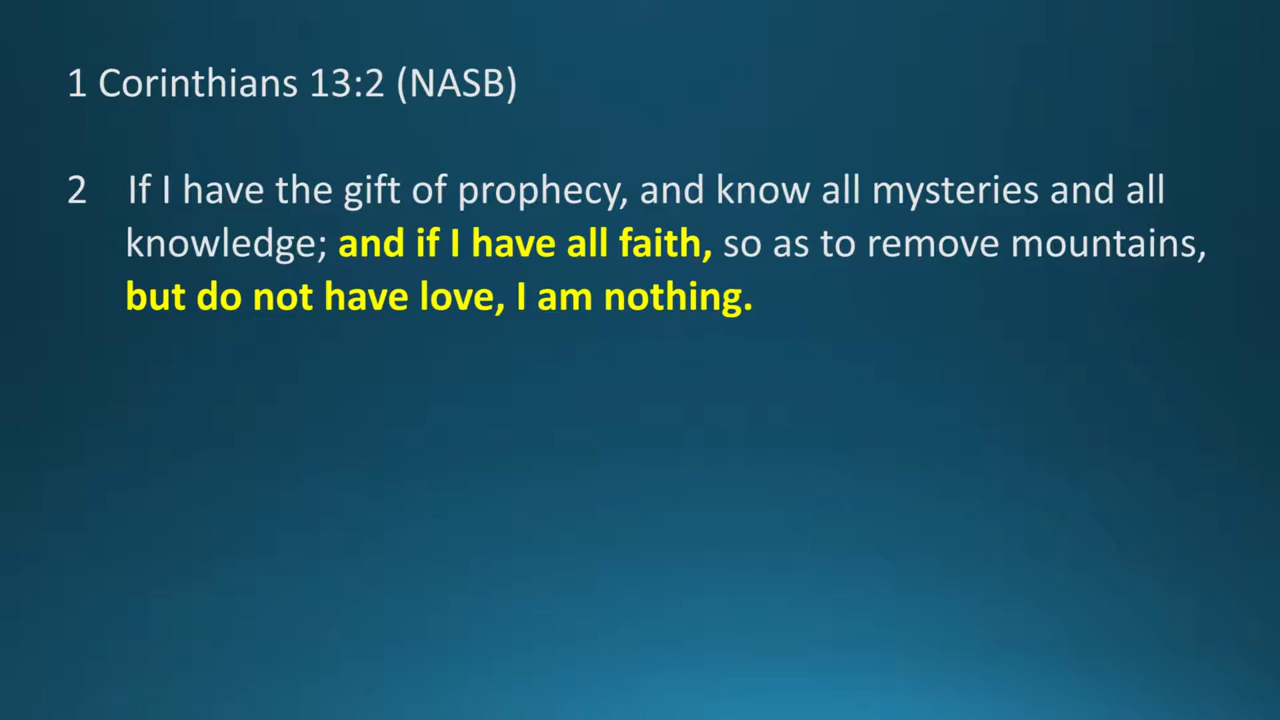 1 Corinthians 13:2 (NASB)
2 If I have the gift of prophecy, and know all mysteries and all
knowledge; and if I have all faith, so as to remove mountains,
but do not have love, I am nothing.